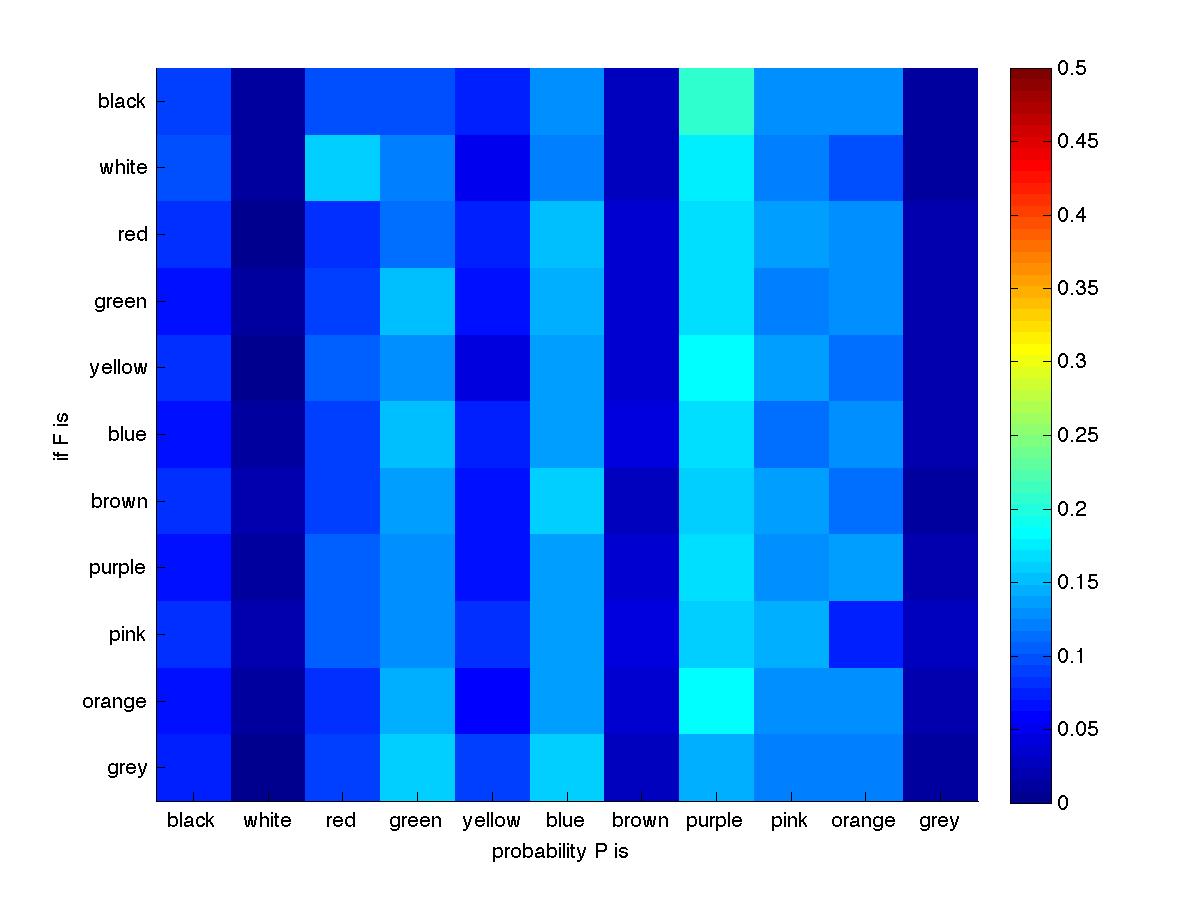 if F is
black
white
red
green
yellow
blue
brown
purple
pink
orange
grey
black white red green yellow blue brown purple pink orange grey
probability P is
0.5
0.45
0.4
0.35
0.3
0.25
0.2
0.15
0.1
0.05
0